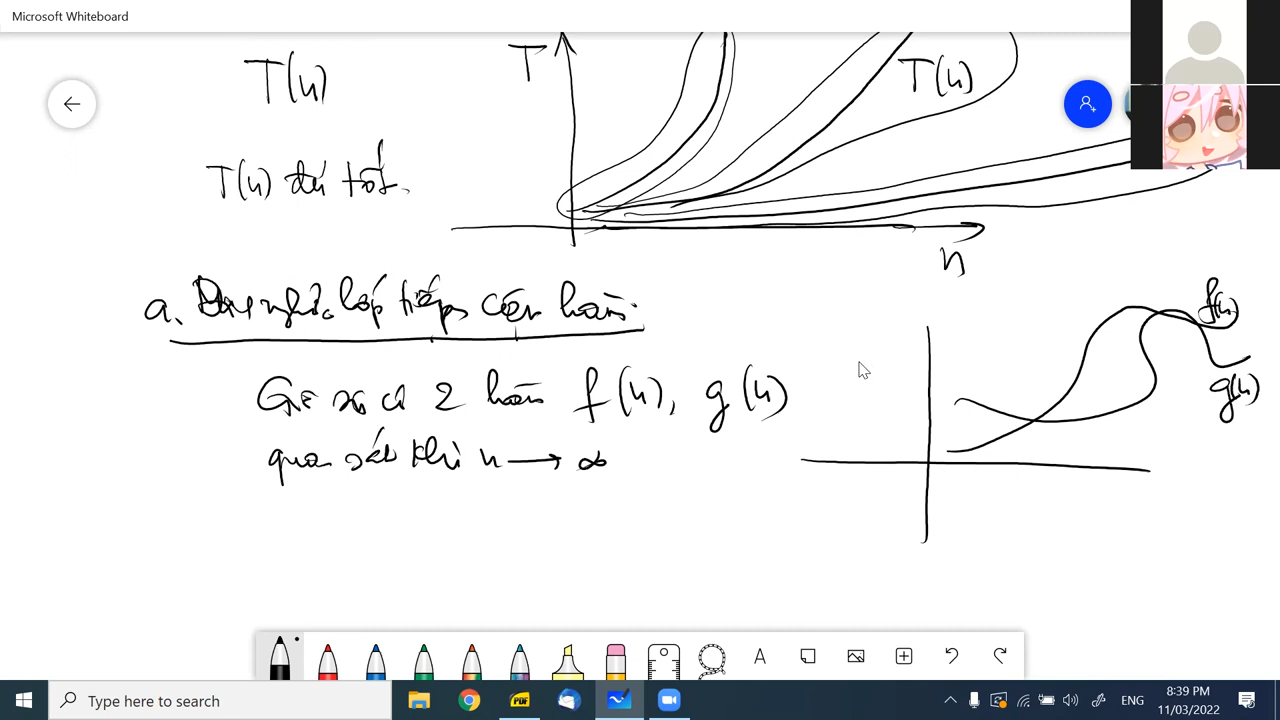 Microsoft Whiteboard
T(n)
T
T(n)
T(n) đủ tốt.
n
a. Định nghĩa lớp tiếp cận hàm:
f(n)
g(n)
Giả sử có 2 hàm f(n), g(n)
quan sát khi n → ∞
Type here to search
ENG
8:39 PM
11/03/2022